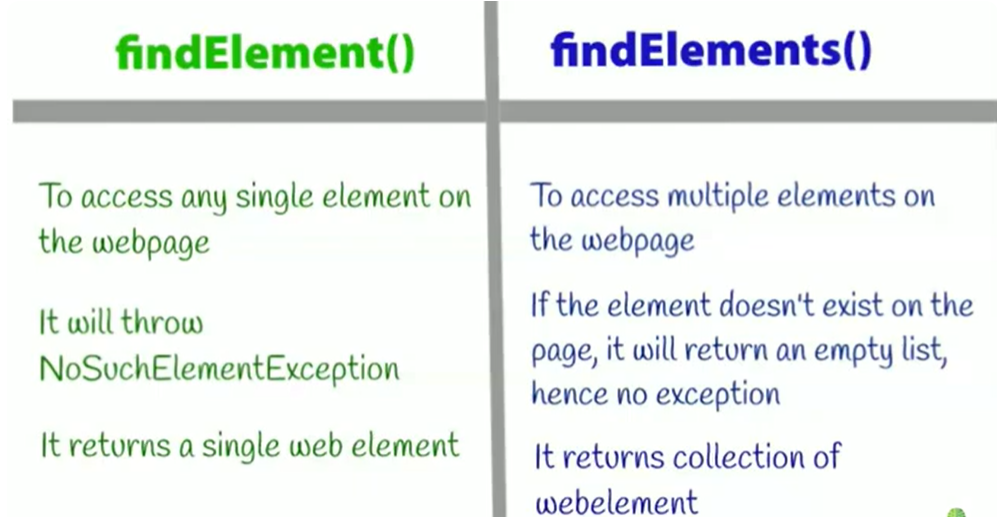 findElement()
To access any single element on
the webpage
It will throw
NoSuchElementException
It returns a single web element
findElements()
To access multiple elements on
the webpage
If the element doesn't exist on the
page, it will return an empty list,
hence no exception
It returns collection of
webelement